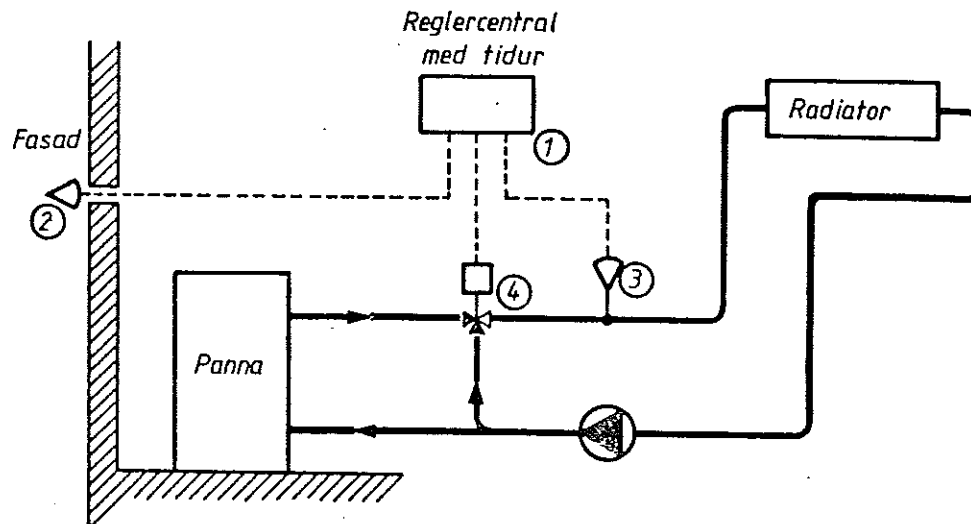 Reglercentral
med tidur
Radiator
Fasad
1
2
3
4
Panna